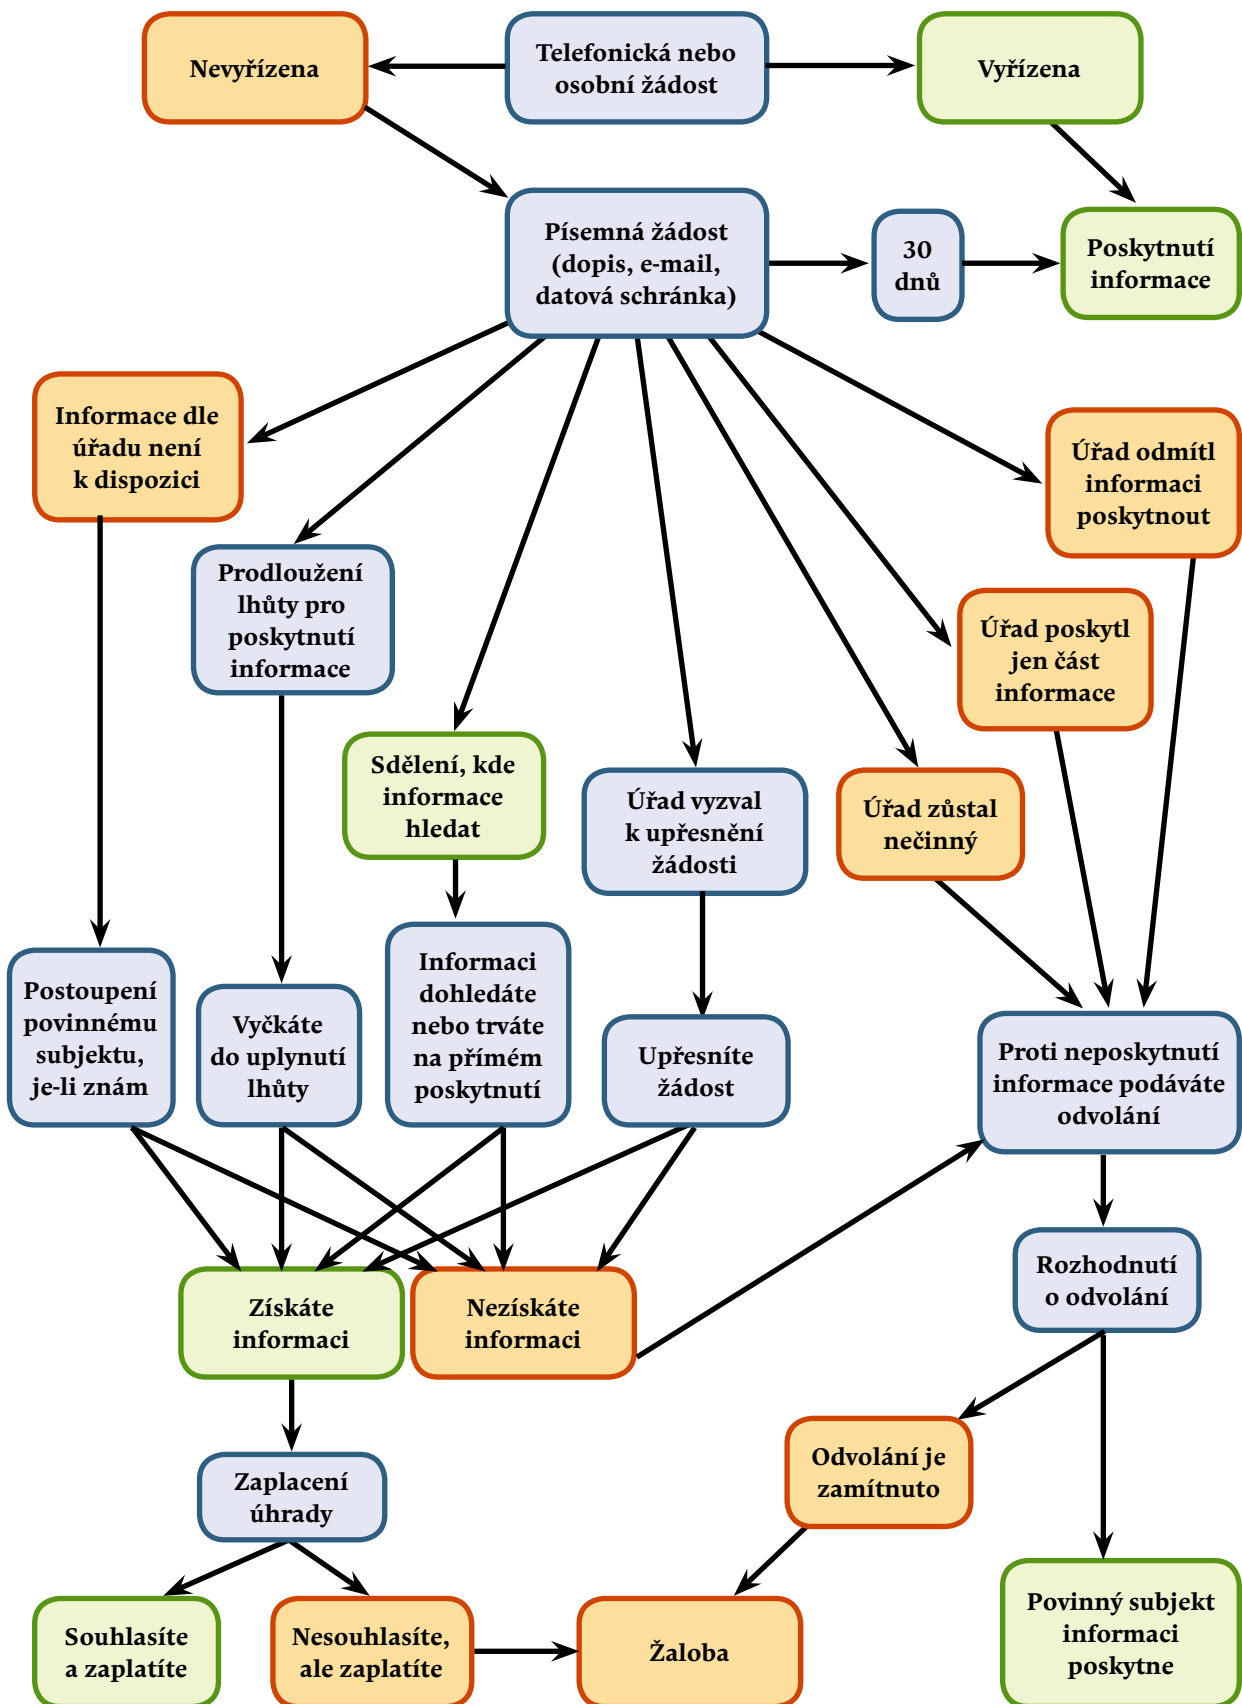 Nevyřízena
Telefonická nebo
osobní žádost
Vyřízena
Písemná žádost
(dopis, e-mail,
datová schránka)
30
dnů
Poskytnutí
informace
Informace dle
úřadu není
k dispozici
Úřad odmítl
informaci
poskytnout
Prodloužení
lhůty pro
poskytnutí
informace
Úřad poskytl
jen část
informace
Sdělení, kde
informace
hledat
Úřad vyzval
k upřesnění
žádosti
Úřad zůstal
nečinný
Postoupení
povinnému
subjektu,
je-li znám
Vyčkáte
do uplynutí
lhůty
Informaci
dohledáte
nebo trváte
na přímém
poskytnutí
Upřesníte
žádost
Proti neposkytnutí
informace podáváte
odvolání
Získáte
informaci
Nezískáte
informaci
Rozhodnutí
o odvolání
Zaplacení
úhrady
Odvolání je
zamítnuto
Souhlasíte
a zaplatíte
Nesouhlasíte,
ale zaplatíte
Žaloba
Povinný subjekt
informaci
poskytne